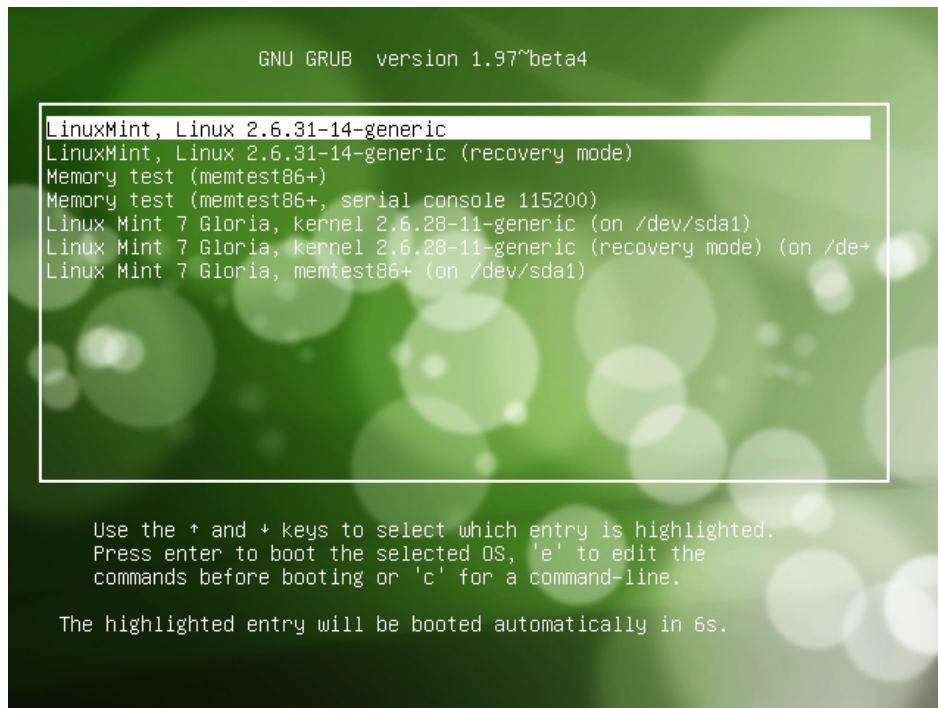 GNU GRUB  version 1.97~beta4
LinuxMint, Linux 2.6.31-14-generic
LinuxMint, Linux 2.6.31-14-generic (recovery mode)
Memory test (memtest86+)
Memory test (memtest86+, serial console 115200)
Linux Mint 7 Gloria, kernel 2.6.28-11-generic (on /dev/sda1)
Linux Mint 7 Gloria, kernel 2.6.28-11-generic (recovery mode) (on /de→
Linux Mint 7 Gloria, memtest86+ (on /dev/sda1)
Use the ↑ and ↓ keys to select which entry is highlighted.
Press enter to boot the selected OS, 'e' to edit the
commands before booting or 'c' for a command-line.
The highlighted entry will be booted automatically in 6s.